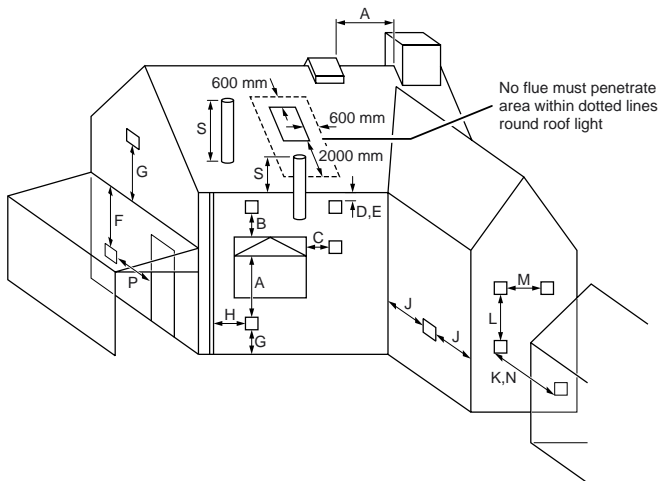 A
600 mm
No flue must penetrate
area within dotted lines
round roof light
S
600 mm
2000 mm
S
G
D,E
F
B
C
A
M
P
H
J
L
J
G
K,N